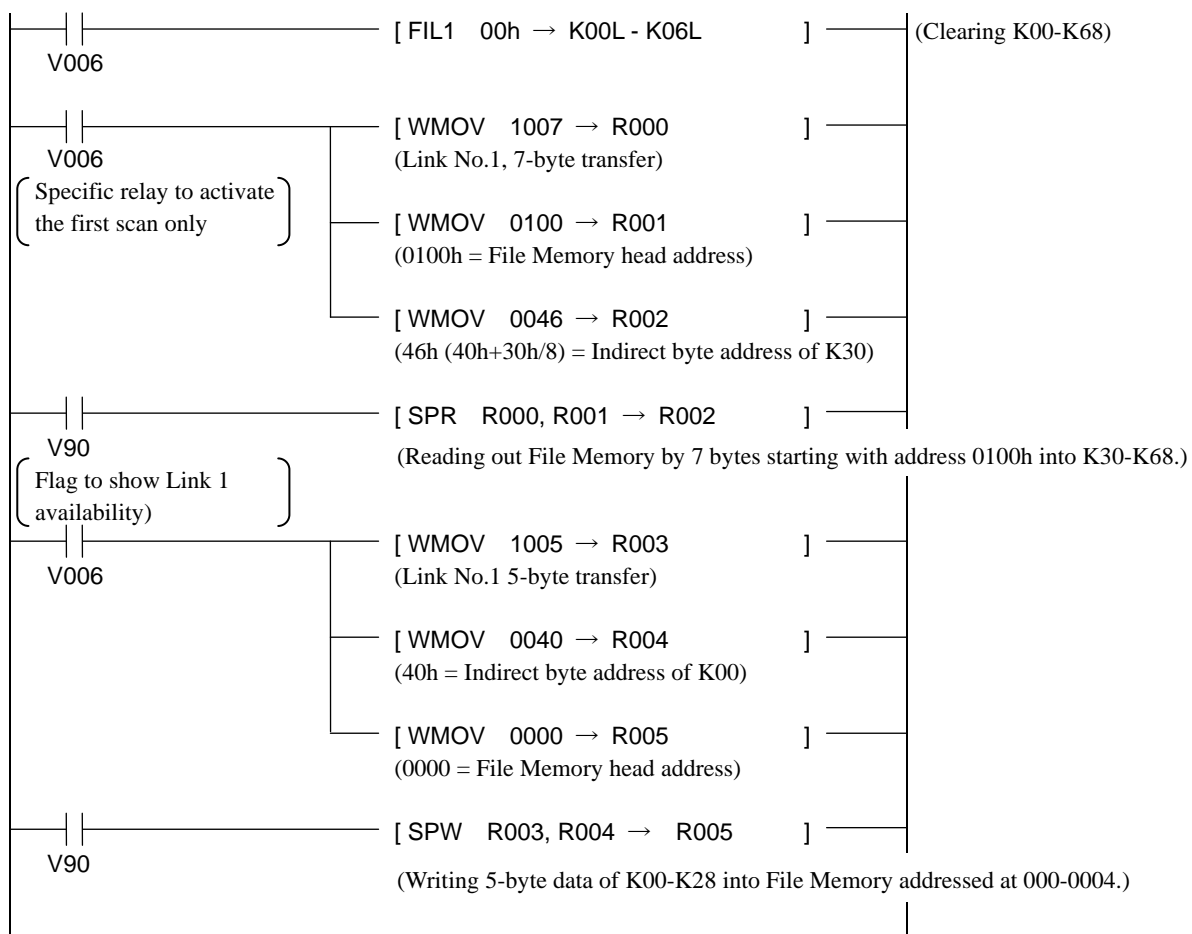 [ FIL1 00h → K00L - K06L ] (Clearing K00-K68)
V006
[ WMOV 1007 → R000 ]
V006 (Link No.1, 7-byte transfer)
Specific relay to activate
the first scan only
[ WMOV 0100 → R001 ]
(0100h = File Memory head address)
[ WMOV 0046 → R002 ]
(46h (40h+30h/8) = Indirect byte address of K30)
[ SPR R000, R001 → R002 ]
V90
(Reading out File Memory by 7 bytes starting with address 0100h into K30-K68.)
Flag to show Link 1
availability)
[ WMOV 1005 → R003 ]
V006 (Link No.1 5-byte transfer)
[ WMOV 0040 → R004 ]
(40h = Indirect byte address of K00)
[ WMOV 0000 → R005 ]
(0000 = File Memory head address)
[ SPW R003, R004 → R005 ]
V90
(Writing 5-byte data of K00-K28 into File Memory addressed at 000-0004.)